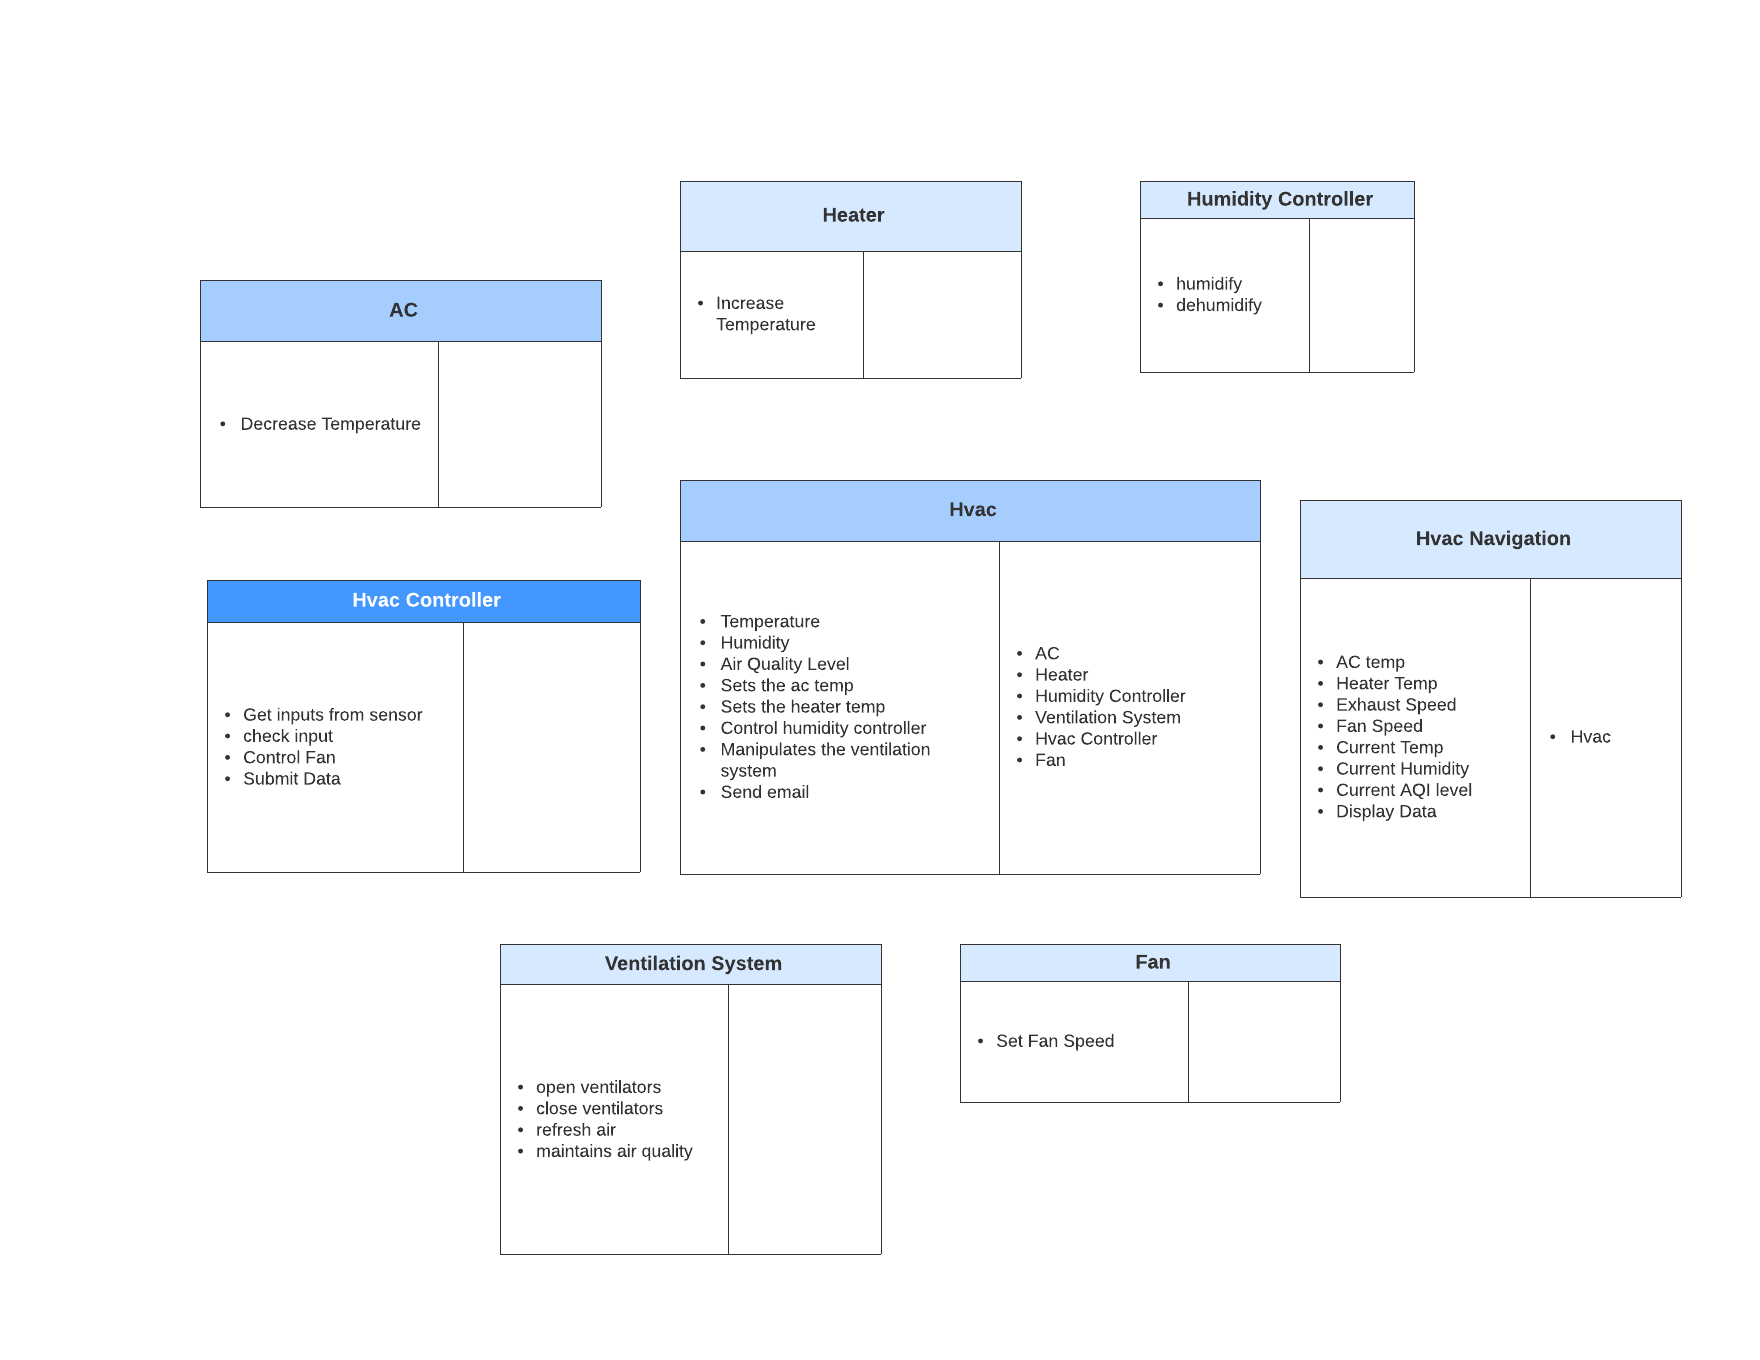 Heater
• Increase
Temperature
Humidity Controller
• humidify
• dehumidify
AC
• Decrease Temperature
Hvac
• Temperature
• Humidity
• Air Quality Level
• Sets the ac temp
• Sets the heater temp
• Control humidity controller
• Manipulates the ventilation
system
• Send email
• AC
• Heater
• Humidity Controller
• Ventilation System
• Hvac Controller
• Fan
Hvac Navigation
• AC temp
• Heater Temp
• Exhaust Speed
• Fan Speed
• Current Temp
• Current Humidity
• Current AQI level
• Display Data
• Hvac
Hvac Controller
• Get inputs from sensor
• check input
• Control Fan
• Submit Data
Ventilation System
• open ventilators
• close ventilators
• refresh air
• maintains air quality
Fan
• Set Fan Speed